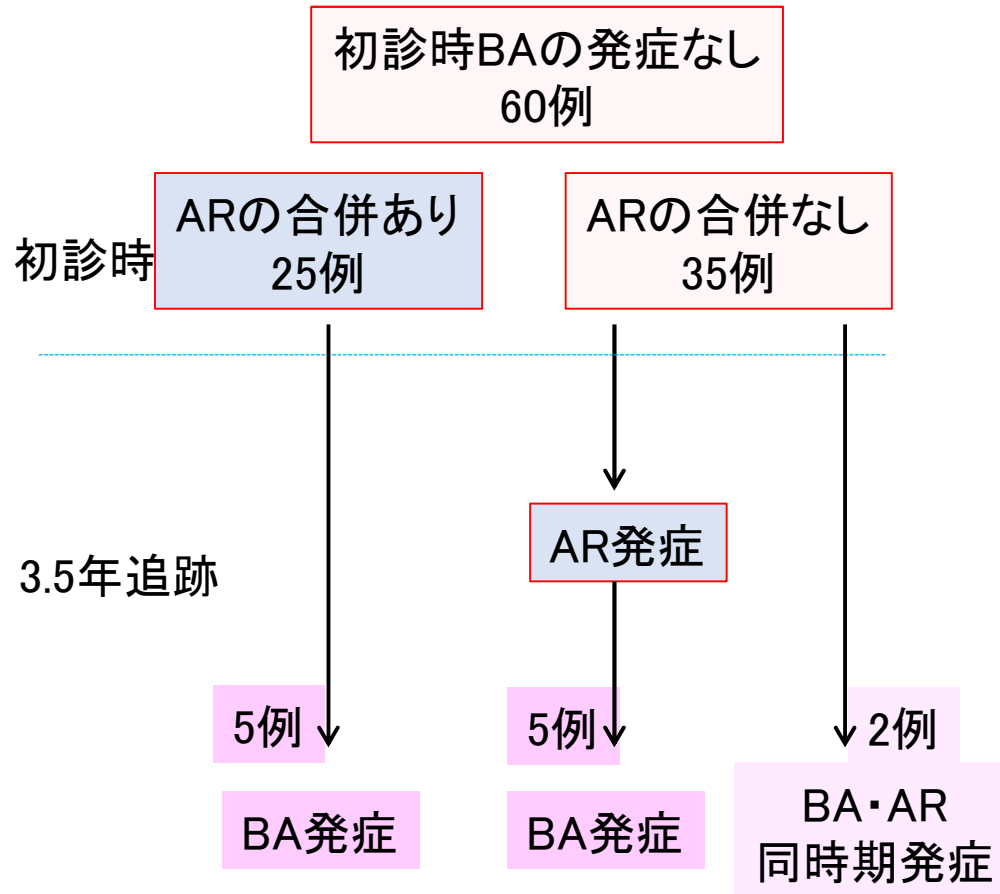 初診時BAの発症なし
60例
初診時
ARの合併あり
25例
ARの合併なし
35例
3.5年追跡
AR発症
5例
5例
2例
BA発症
BA発症
BA・AR
同時期発症